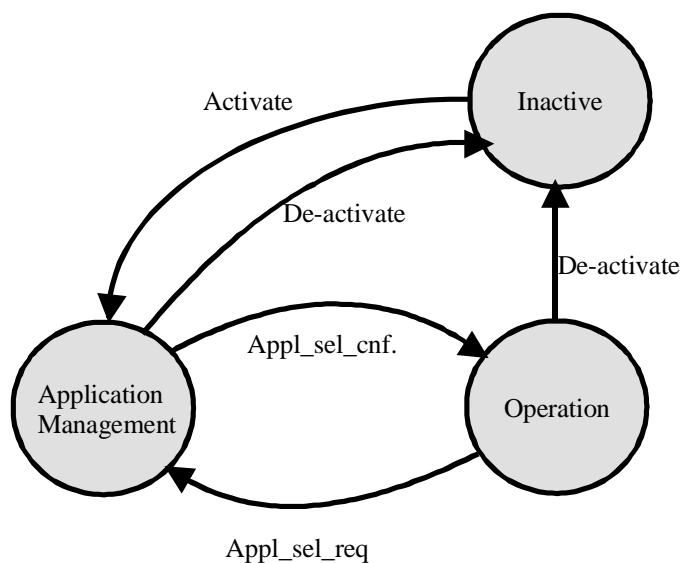 Activate
Inactive
De-activate
De-activate
Appl_sel_cnf.
Application
Management
Operation
Appl_sel_req